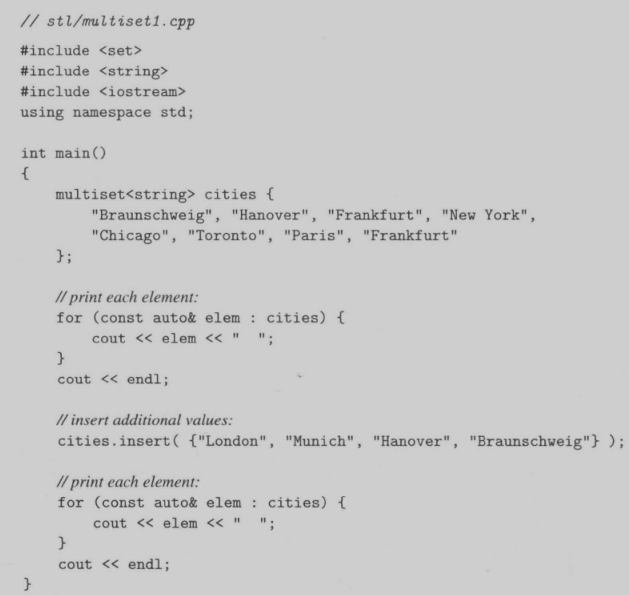 // stl/multiset1.cpp
#include <set>
#include <string>
#include <iostream>
using namespace std;
int main()
{
    multiset<string> cities {
        "Braunschweig", "Hanover", "Frankfurt", "New York",
        "Chicago", "Toronto", "Paris", "Frankfurt"
    };
    // print each element:
    for (const auto& elem : cities) {
        cout << elem << "  ";
    }
    cout << endl;
    // insert additional values:
    cities.insert( {"London", "Munich", "Hanover", "Braunschweig"} );
    // print each element:
    for (const auto& elem : cities) {
        cout << elem << "  ";
    }
    cout << endl;
}